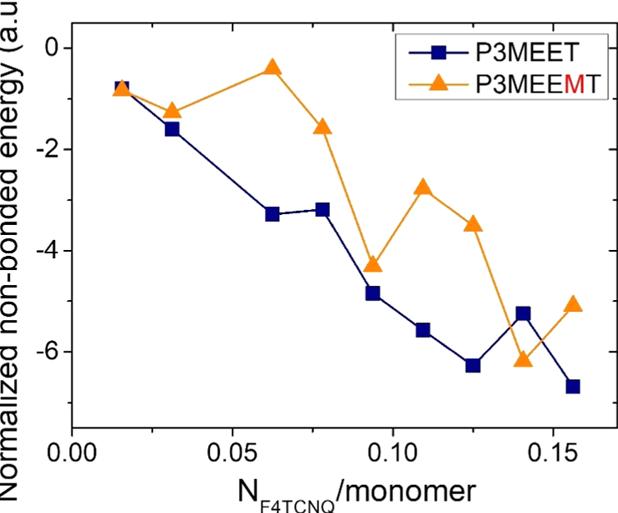 Normalized non-bonded energy (a.u
P3MEET
P3MEEMT
0
-2
-4
-6
0.00
0.05
0.10
0.15
N_F4TCNQ/monomer